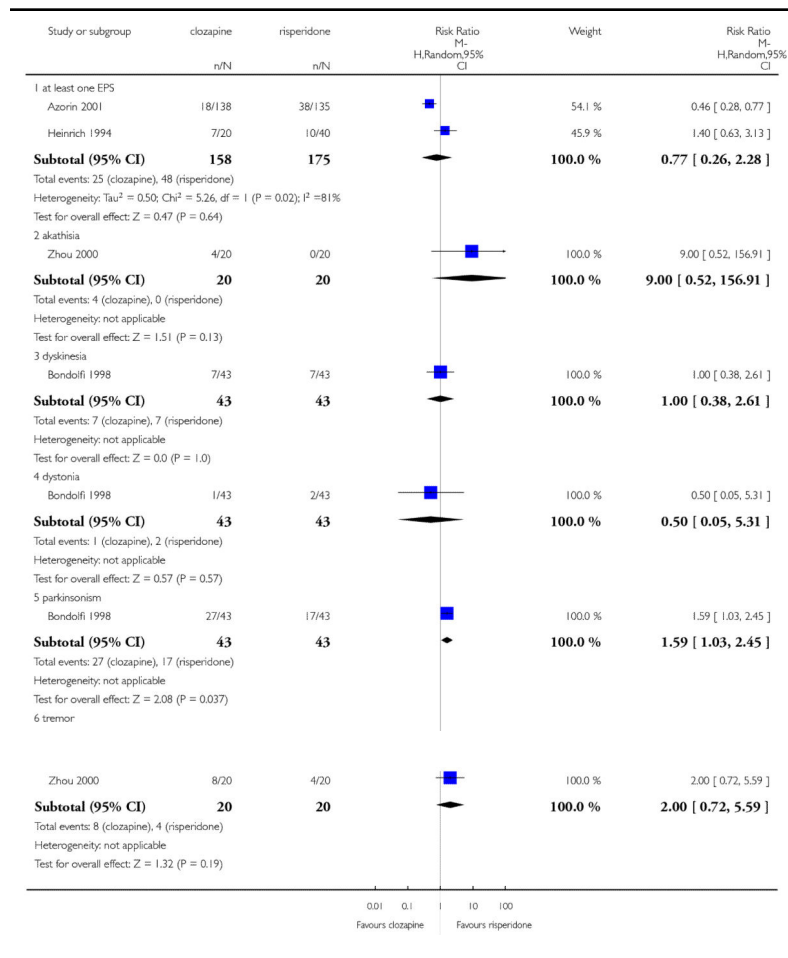 Study or subgroup clozapine risperidone Risk Ratio Weight Risk Ratio
M- M-
H,Random,95% H,Random,95%
n/N n/N CI CI
1 at least one EPS
Azorin 2001 18/138 38/135 54.1 % 0.46 [ 0.28, 0.77 ]
Heinrich 1994 7/20 10/40 45.9 % 1.40 [ 0.63, 3.13 ]
Subtotal (95% CI) 158 175 100.0 % 0.77 [ 0.26, 2.28 ]
Total events: 25 (clozapine), 48 (risperidone)
Heterogeneity: Tau² = 0.50; Chi² = 5.26, df = 1 (P = 0.02); I² =81%
Test for overall effect: Z = 0.47 (P = 0.64)
2 akathisia
Zhou 2000 4/20 0/20 100.0 % 9.00 [ 0.52, 156.91 ]
Subtotal (95% CI) 20 20 100.0 % 9.00 [ 0.52, 156.91 ]
Total events: 4 (clozapine), 0 (risperidone)
Heterogeneity: not applicable
Test for overall effect: Z = 1.51 (P = 0.13)
3 dyskinesia
Bondolfi 1998 7/43 7/43 100.0 % 1.00 [ 0.38, 2.61 ]
Subtotal (95% CI) 43 43 100.0 % 1.00 [ 0.38, 2.61 ]
Total events: 7 (clozapine), 7 (risperidone)
Heterogeneity: not applicable
Test for overall effect: Z = 0.0 (P = 1.0)
4 dystonia
Bondolfi 1998 1/43 2/43 100.0 % 0.50 [ 0.05, 5.31 ]
Subtotal (95% CI) 43 43 100.0 % 0.50 [ 0.05, 5.31 ]
Total events: 1 (clozapine), 2 (risperidone)
Heterogeneity: not applicable
Test for overall effect: Z = 0.57 (P = 0.57)
5 parkinsonism
Bondolfi 1998 27/43 17/43 100.0 % 1.59 [ 1.03, 2.45 ]
Subtotal (95% CI) 43 43 100.0 % 1.59 [ 1.03, 2.45 ]
Total events: 27 (clozapine), 17 (risperidone)
Heterogeneity: not applicable
Test for overall effect: Z = 2.08 (P = 0.037)
6 tremor
Zhou 2000 8/20 4/20 100.0 % 2.00 [ 0.72, 5.59 ]
Subtotal (95% CI) 20 20 100.0 % 2.00 [ 0.72, 5.59 ]
Total events: 8 (clozapine), 4 (risperidone)
Heterogeneity: not applicable
Test for overall effect: Z = 1.32 (P = 0.19)
0.01 0.1 1 10 100
Favours clozapine Favours risperidone